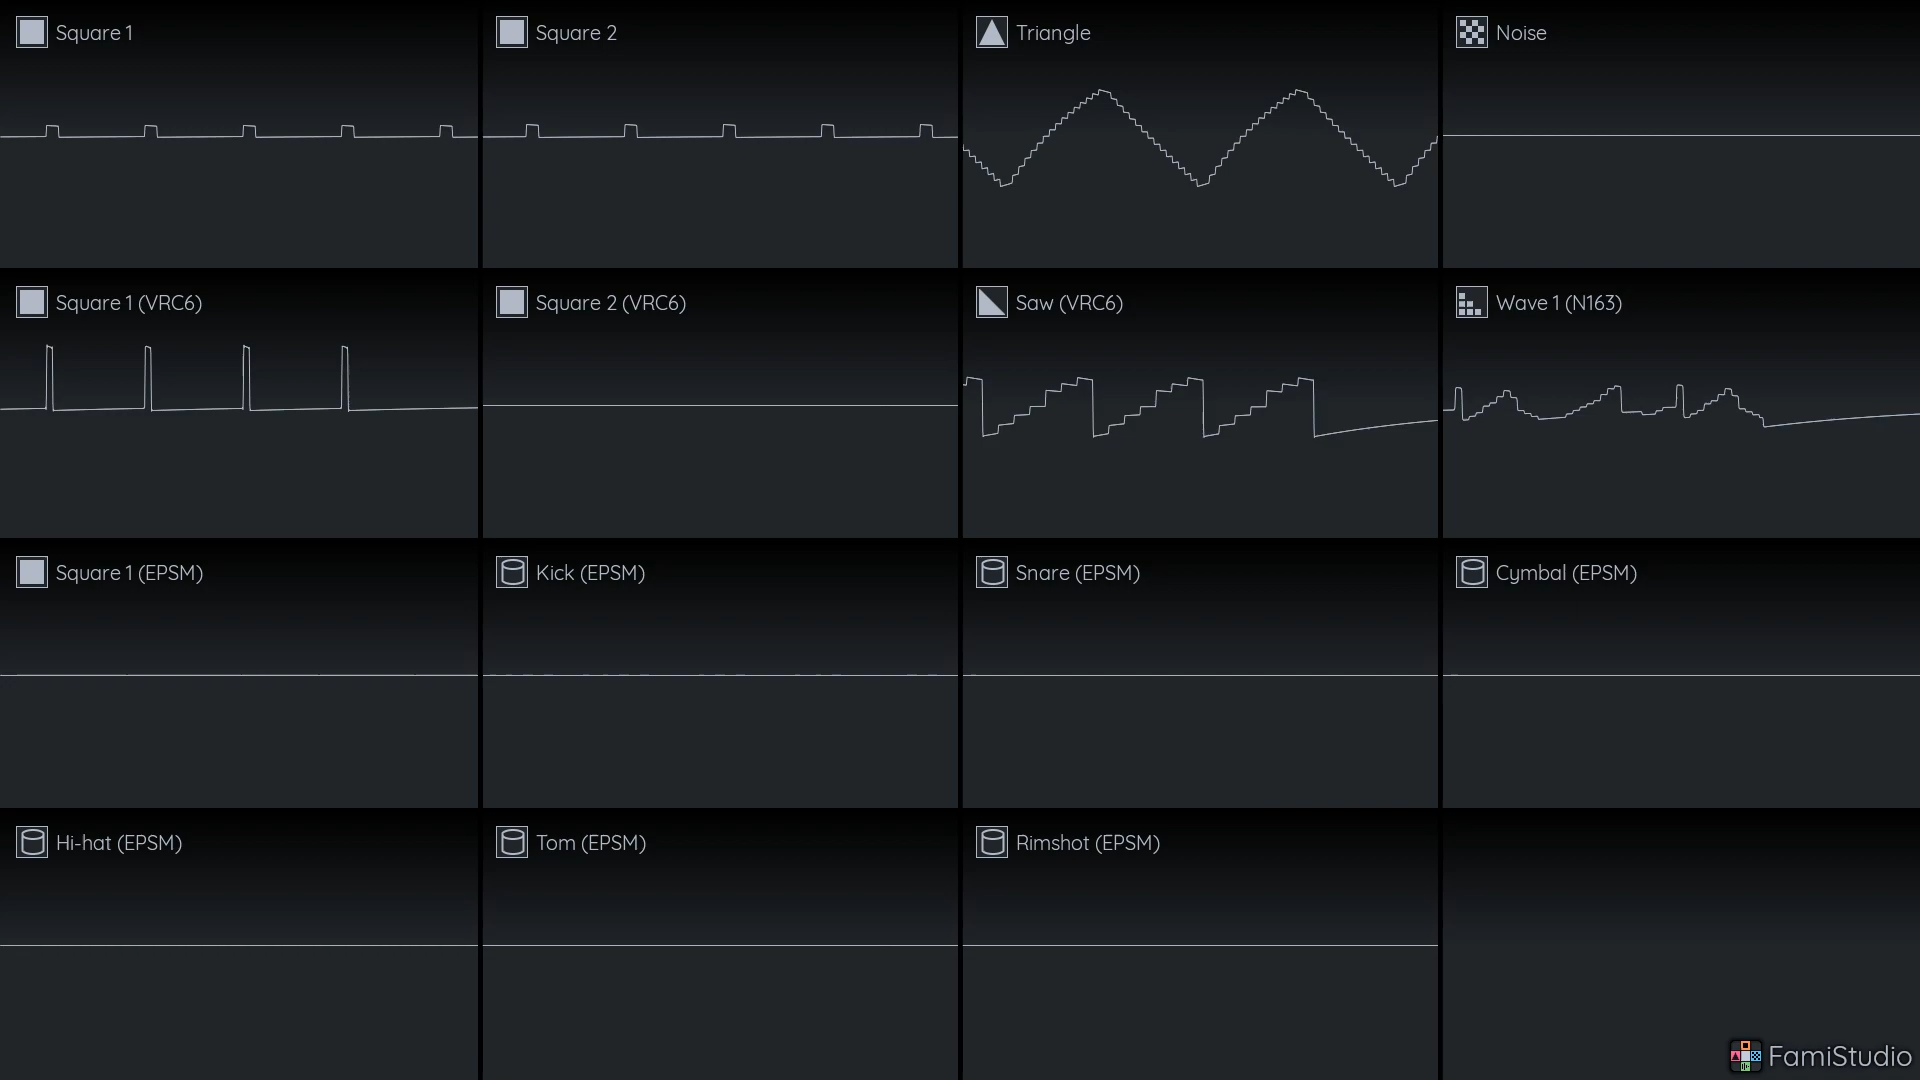 Square 1
Square 2
Triangle
Noise
Square 1 (VRC6)
Square 2 (VRC6)
Saw (VRC6)
Wave 1 (N163)
Square 1 (EPSM)
Kick (EPSM)
Snare (EPSM)
Cymbal (EPSM)
Hi-hat (EPSM)
Tom (EPSM)
Rimshot (EPSM)
FamiStudio